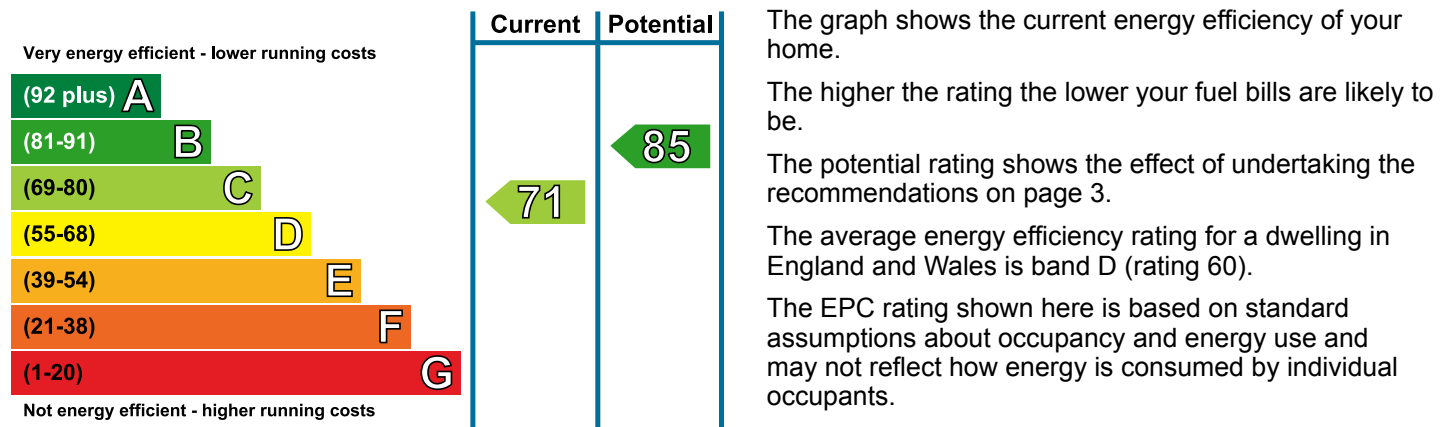 Current Potential
Very energy efficient - lower running costs
(92 plus) A
(81-91) B
(69-80) C
(55-68) D
(39-54) E
(21-38) F
(1-20) G
Not energy efficient - higher running costs
71
85
The graph shows the current energy efficiency of your
home.
The higher the rating the lower your fuel bills are likely to
be.
The potential rating shows the effect of undertaking the
recommendations on page 3.
The average energy efficiency rating for a dwelling in
England and Wales is band D (rating 60).
The EPC rating shown here is based on standard
assumptions about occupancy and energy use and
may not reflect how energy is consumed by individual
occupants.